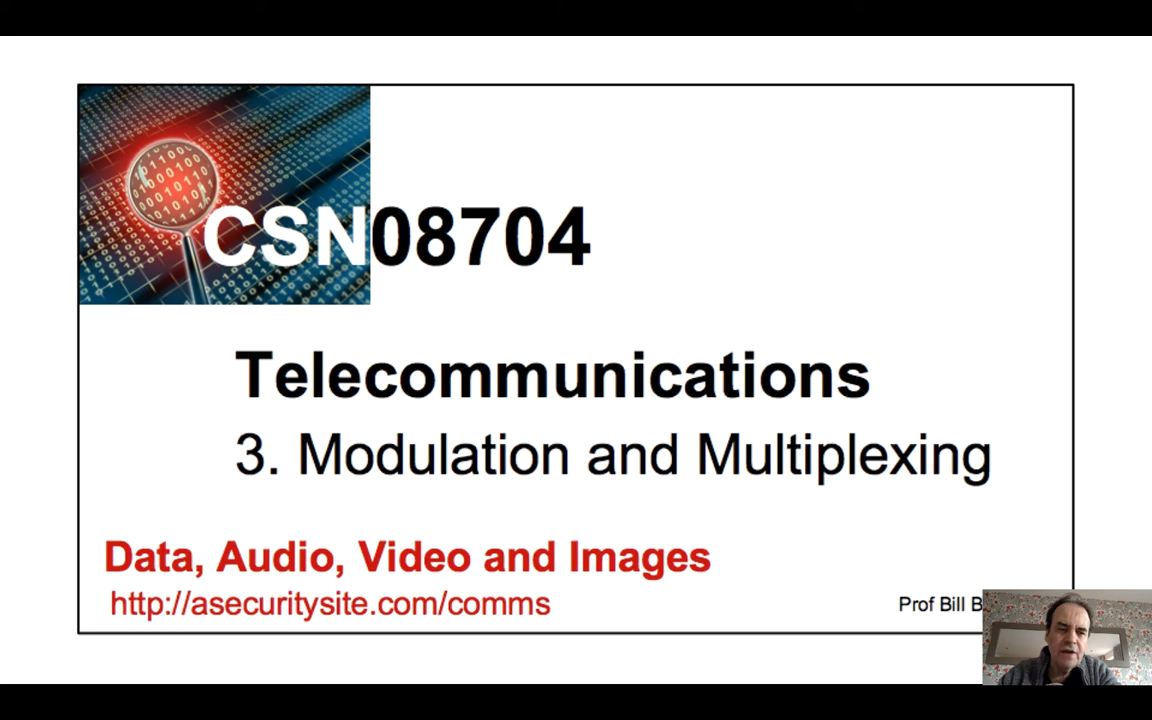 CSN08704
Telecommunications
3. Modulation and Multiplexing
Data, Audio, Video and Images
http://asecuritysite.com/comms
Prof Bill